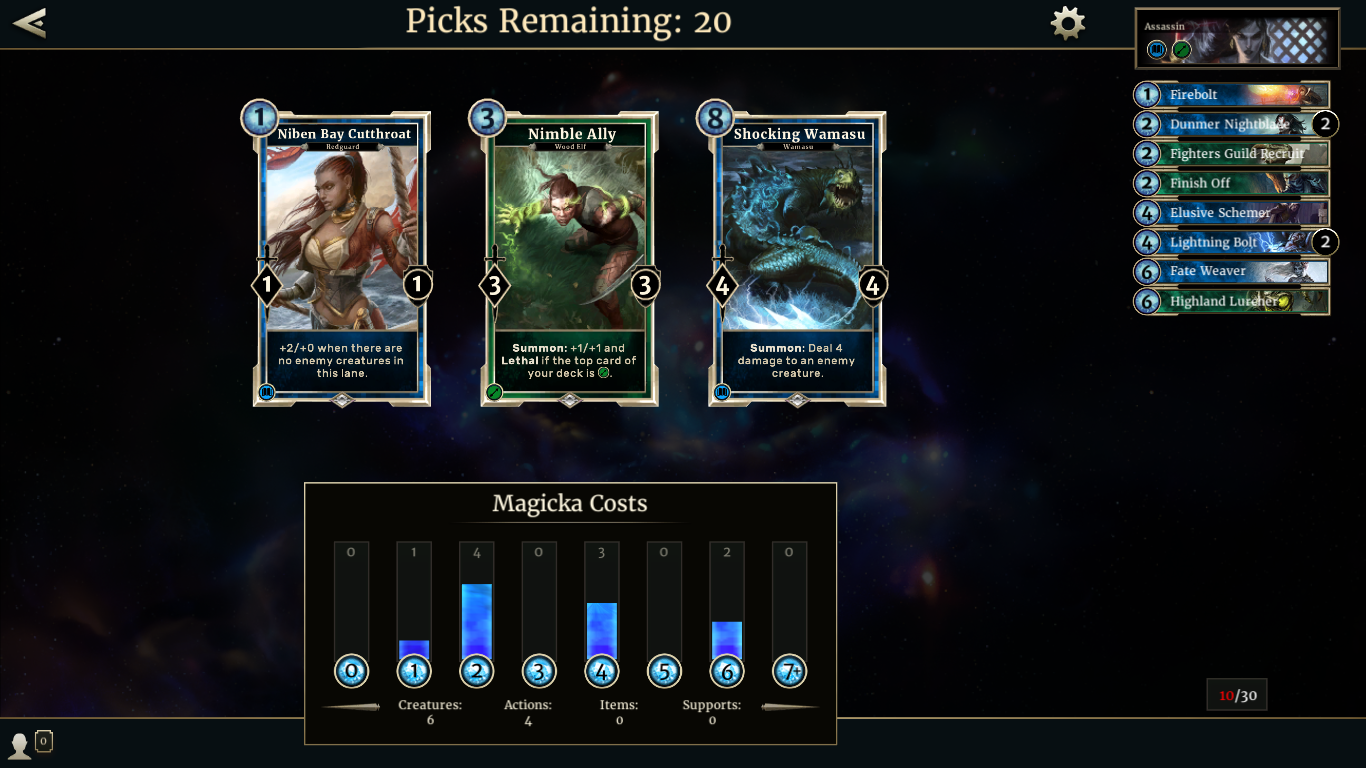 Picks Remaining: 20
Assassin
1 Firebolt
2 Dunmer Nightblade 2
2 Fighters Guild Recruit
2 Finish Off
4 Elusive Schemer
4 Lightning Bolt 2
6 Fate Weaver
6 Highland Lurcher
1
Niben Bay Cutthroat
Redguard
1 1
+2/+0 when there are
no enemy creatures in
this lane.
3
Nimble Ally
Wood Elf
3 3
Summon: +1/+1 and
Lethal if the top card of
your deck is .
8
Shocking Wamasu
Wamasu
4 4
Summon: Deal 4
damage to an enemy
creature.
Magicka Costs
0 1 4 0 3 0 2 0
0 1 2 3 4 5 6 7+
Creatures: Actions: Items: Supports:
6 4 0 0
10/30
0